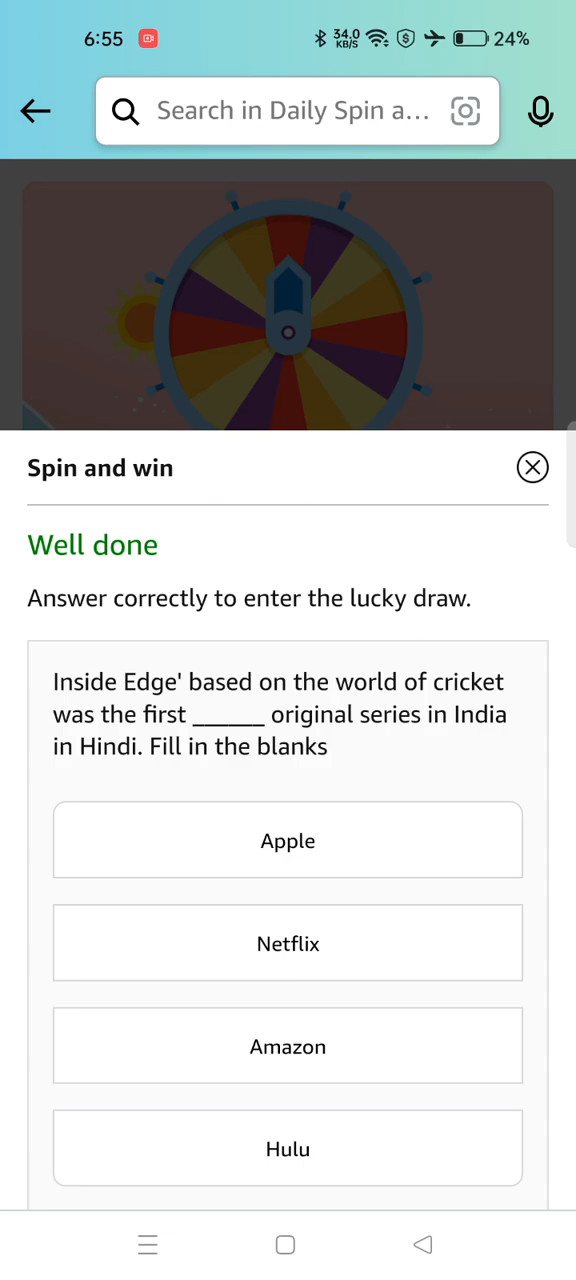 6:55
34.0
KB/S
24%
Search in Daily Spin a...
Spin and win
Well done
Answer correctly to enter the lucky draw.
Inside Edge' based on the world of cricket
was the first ______ original series in India
in Hindi. Fill in the blanks
Apple
Netflix
Amazon
Hulu